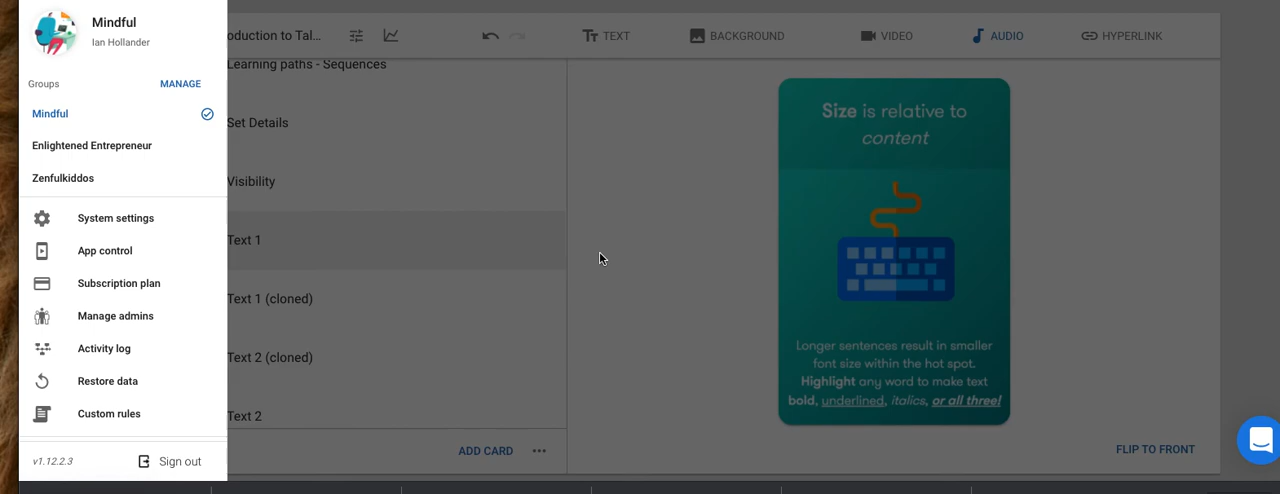 Mindful
Ian Hollander
Groups
MANAGE
Mindful
Enlightened Entrepreneur
Zenfulkiddos
System settings
App control
Subscription plan
Manage admins
Activity log
Restore data
Custom rules
v1.12.2.3
Sign out
oduction to Tal...
TEXT
BACKGROUND
VIDEO
AUDIO
HYPERLINK
Learning paths - Sequences
Set Details
Visibility
Text 1
Text 1 (cloned)
Text 2 (cloned)
Text 2
ADD CARD
Size is relative to
content
Longer sentences result in smaller
font size within the hot spot.
Highlight any word to make text
bold, underlined, italics, or all three!
FLIP TO FRONT